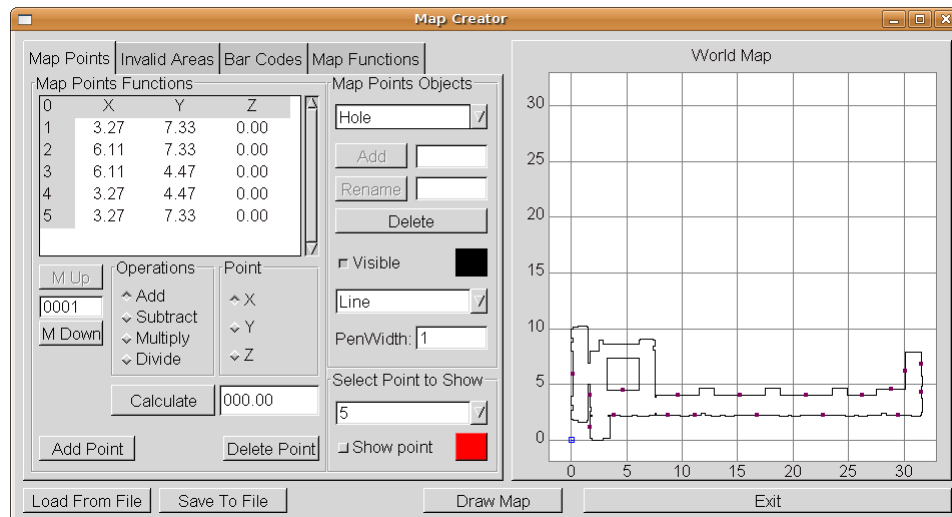 Map Creator
Map Points Invalid Areas Bar Codes Map Functions
Map Points Functions
0 X Y Z
1 3.27 7.33 0.00
2 6.11 7.33 0.00
3 6.11 4.47 0.00
4 3.27 4.47 0.00
5 3.27 7.33 0.00
M Up
0001
M Down
Operations
Add
Subtract
Multiply
Divide
Point
X
Y
Z
Calculate 000.00
Add Point Delete Point
Map Points Objects
Hole
Add
Rename
Delete
Visible
Line
PenWidth: 1
Select Point to Show
5
Show point
World Map
30
25
20
15
10
5
0
0 5 10 15 20 25 30
Load From File Save To File Draw Map Exit